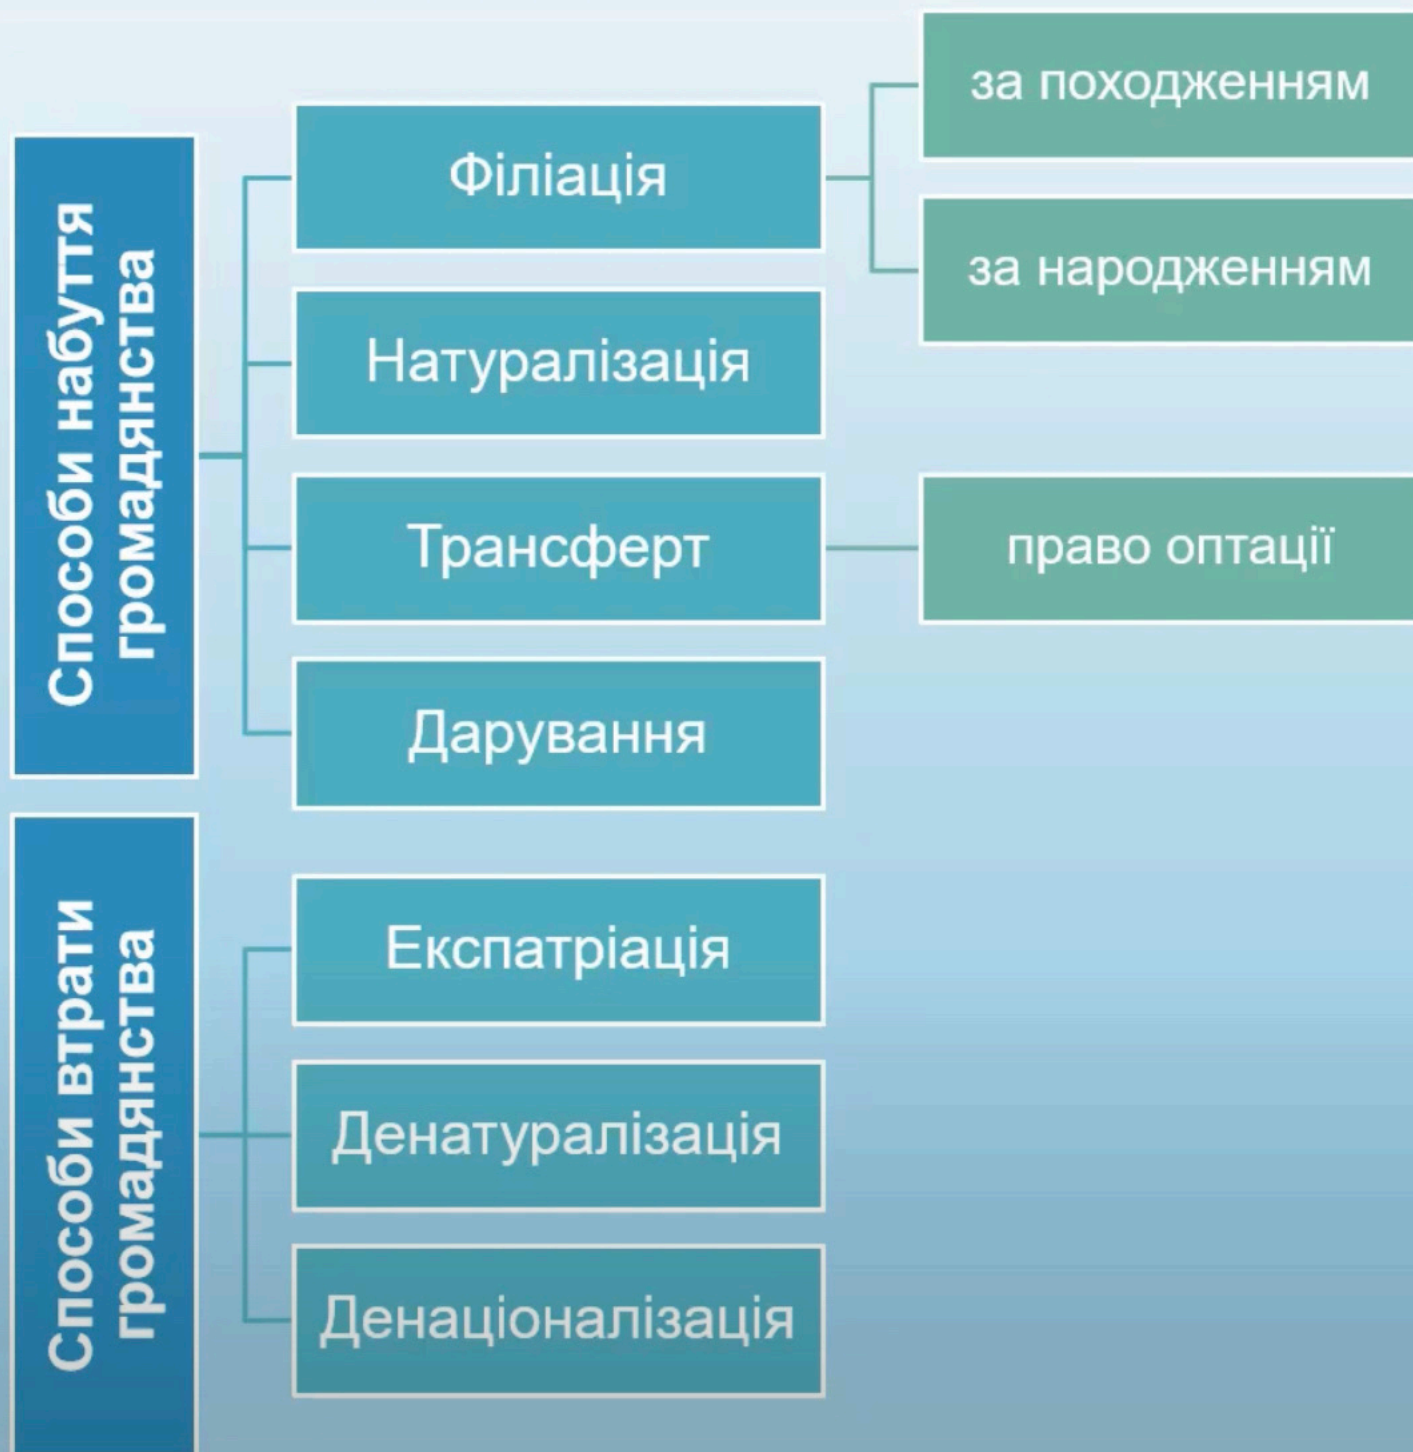 Способи набуття
громадянства
Філіація
за походженням
за народженням
Натуралізація
Трансферт
право оптації
Дарування
Способи втрати
громадянства
Експатріація
Денатуралізація
Денаціоналізація